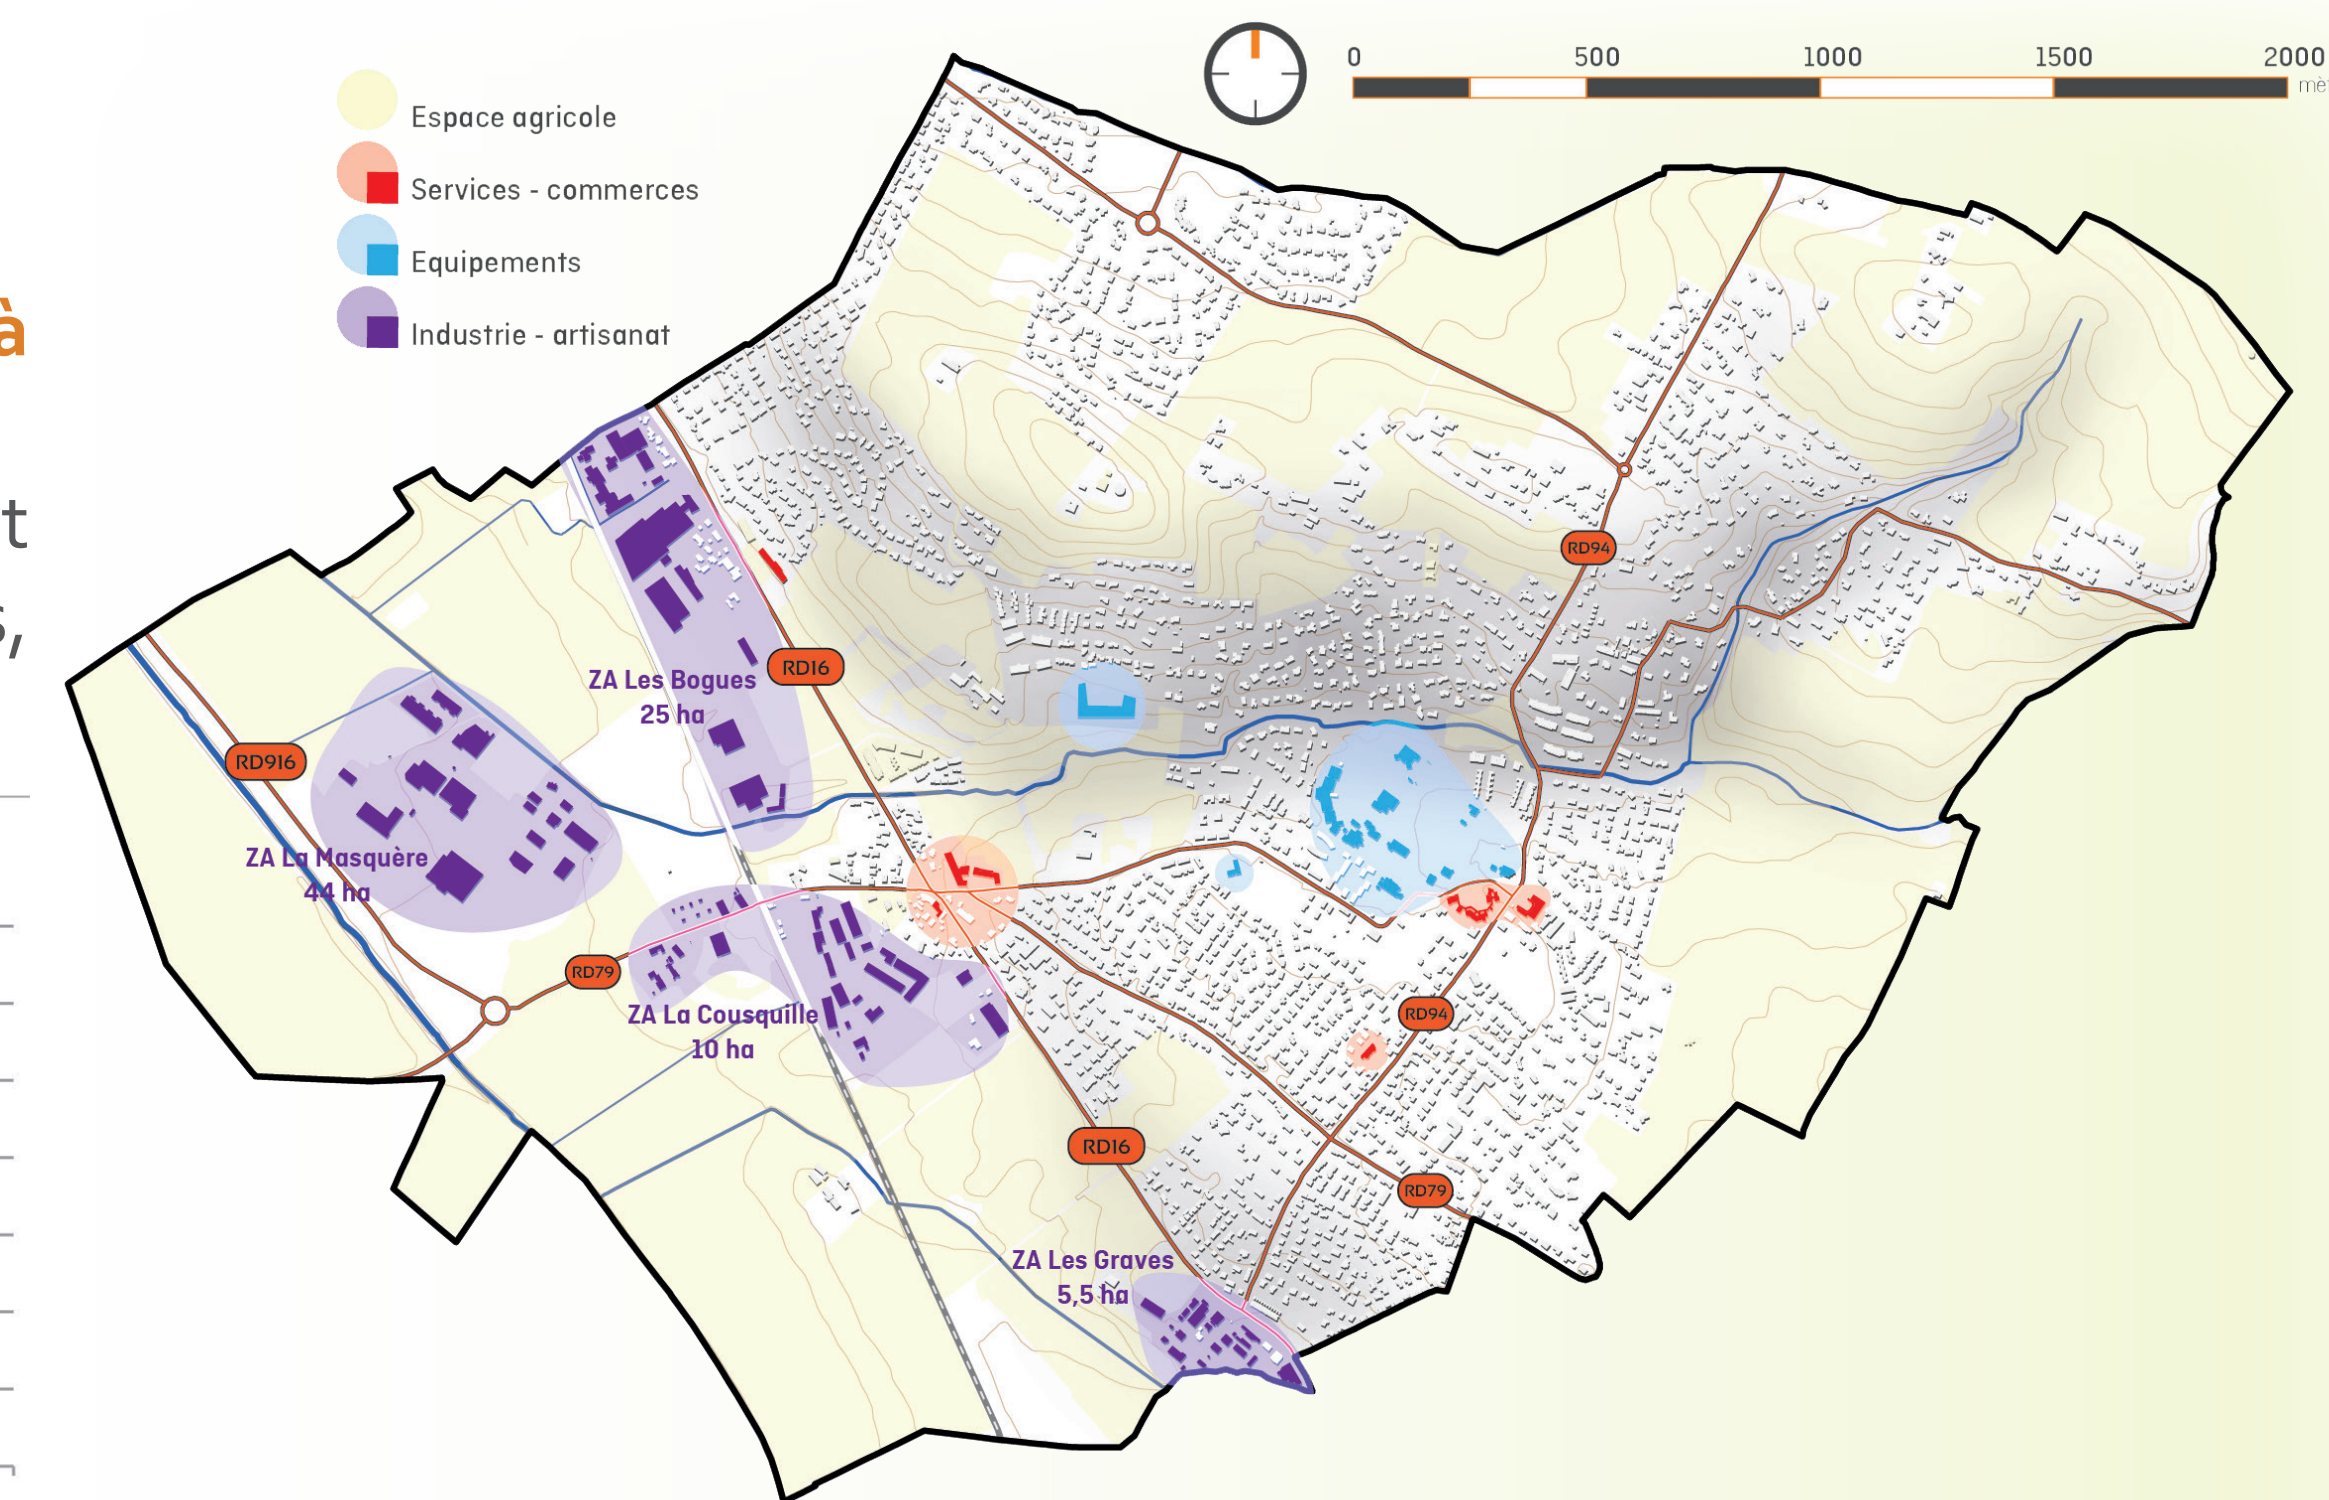 à
t
s,
0 500 1000 1500 2000
mèt
Espace agricole
Services - commerces
Equipements
Industrie - artisanat
RD94
RD16
ZA Les Bogues
25 ha
RD916
ZA La Masquère
44 ha
RD79
ZA La Cousquille
10 ha
RD94
RD16
RD79
ZA Les Graves
5,5 ha